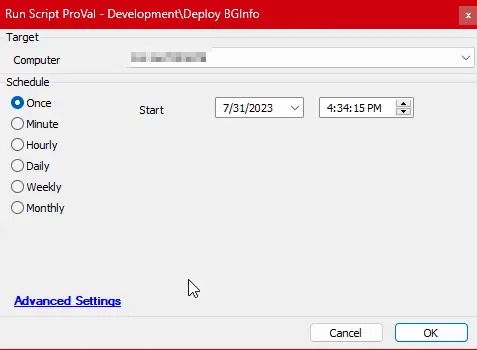 Run Script ProVal - Development\Deploy BGInfo x
Target
Computer
Schedule
Once Start 7/31/2023 4:34:15 PM
Minute
Hourly
Daily
Weekly
Monthly
Advanced Settings
Cancel OK